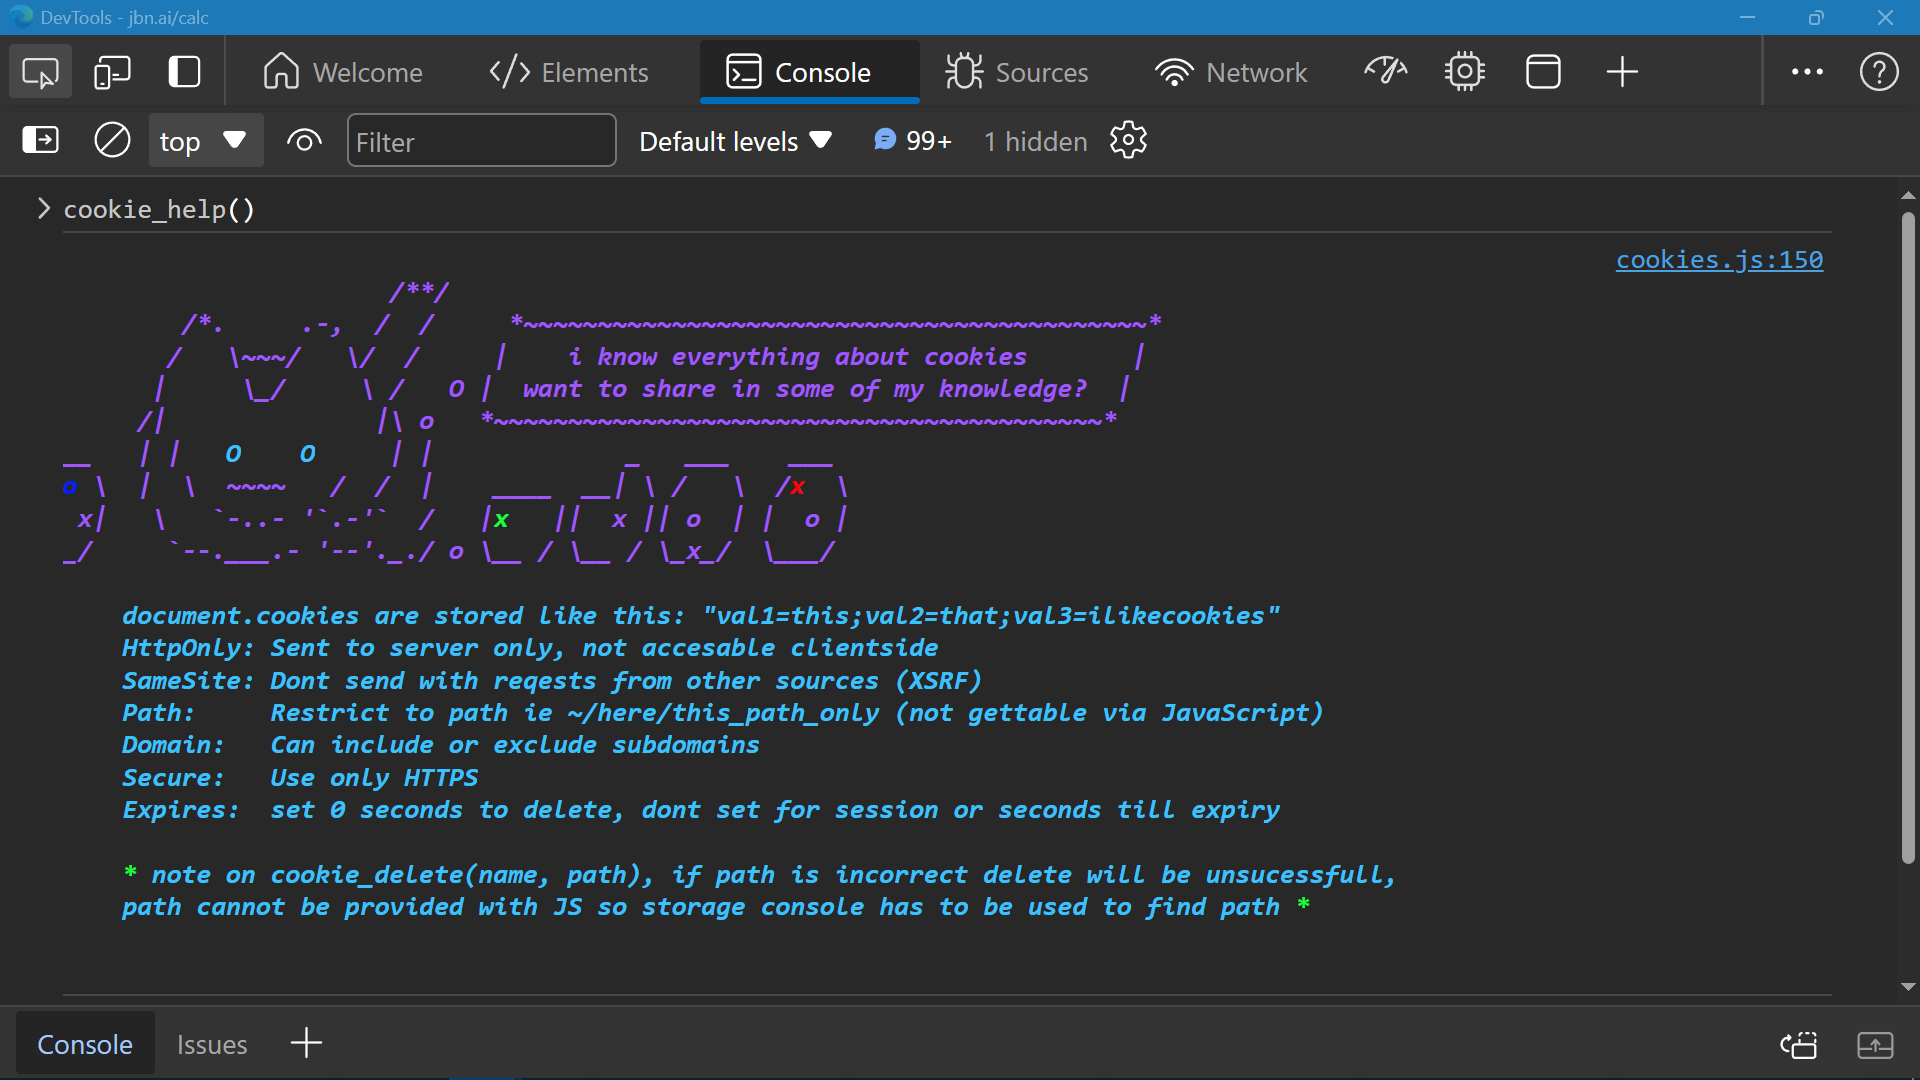 DevTools - jbn.ai/calc
Welcome
Elements
Console
Sources
Network
top
Filter
Default levels
99+
1 hidden
cookie_help()
cookies.js:150
i know everything about cookies
want to share in some of my knowledge?
document.cookies are stored like this: "val1=this;val2=that;val3=ilikecookies"
HttpOnly: Sent to server only, not accesable clientside
SameSite: Dont send with reqests from other sources (XSRF)
Path: Restrict to path ie ~/here/this_path_only (not gettable via JavaScript)
Domain: Can include or exclude subdomains
Secure: Use only HTTPS
Expires: set 0 seconds to delete, dont set for session or seconds till expiry
* note on cookie_delete(name, path), if path is incorrect delete will be unsucessfull,
path cannot be provided with JS so storage console has to be used to find path *
Console
Issues